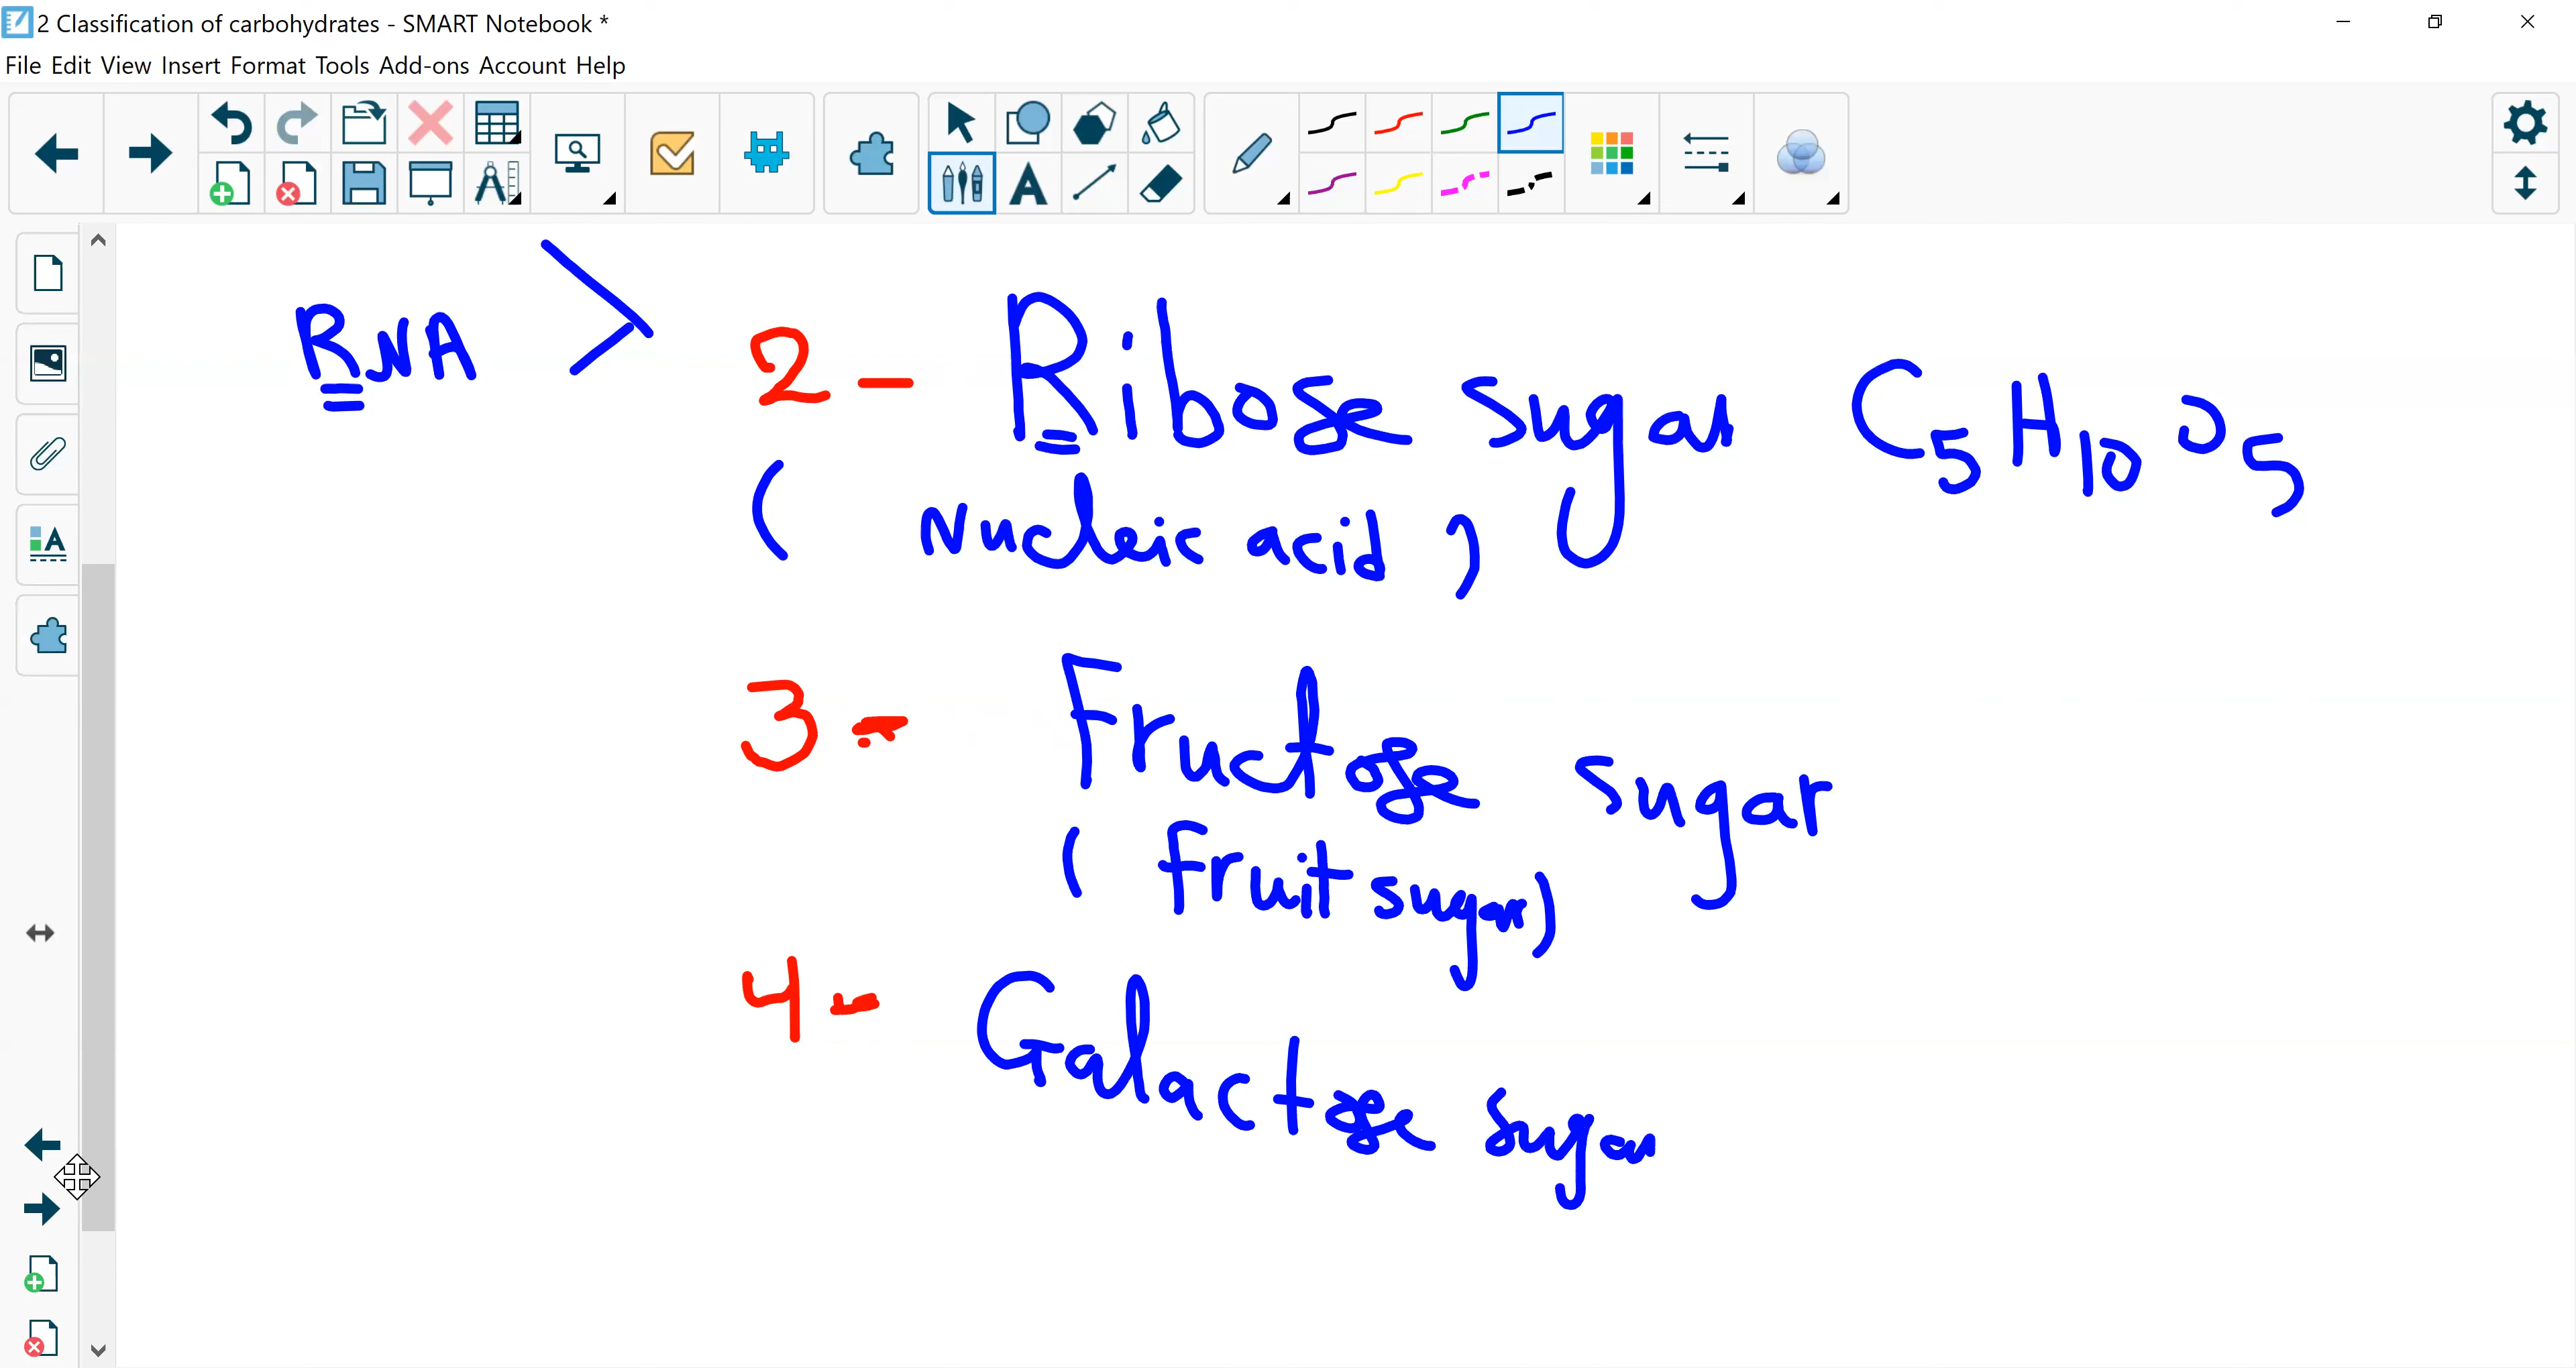 2 Classification of carbohydrates - SMART Notebook *
File Edit View Insert Format Tools Add-ons Account Help
RNA > 2 - Ribose sugar C₅H₁₀O₅
( Nucleic acid )
3 - Fructose sugar
( Fruit sugar)
4 - Galactose sugar